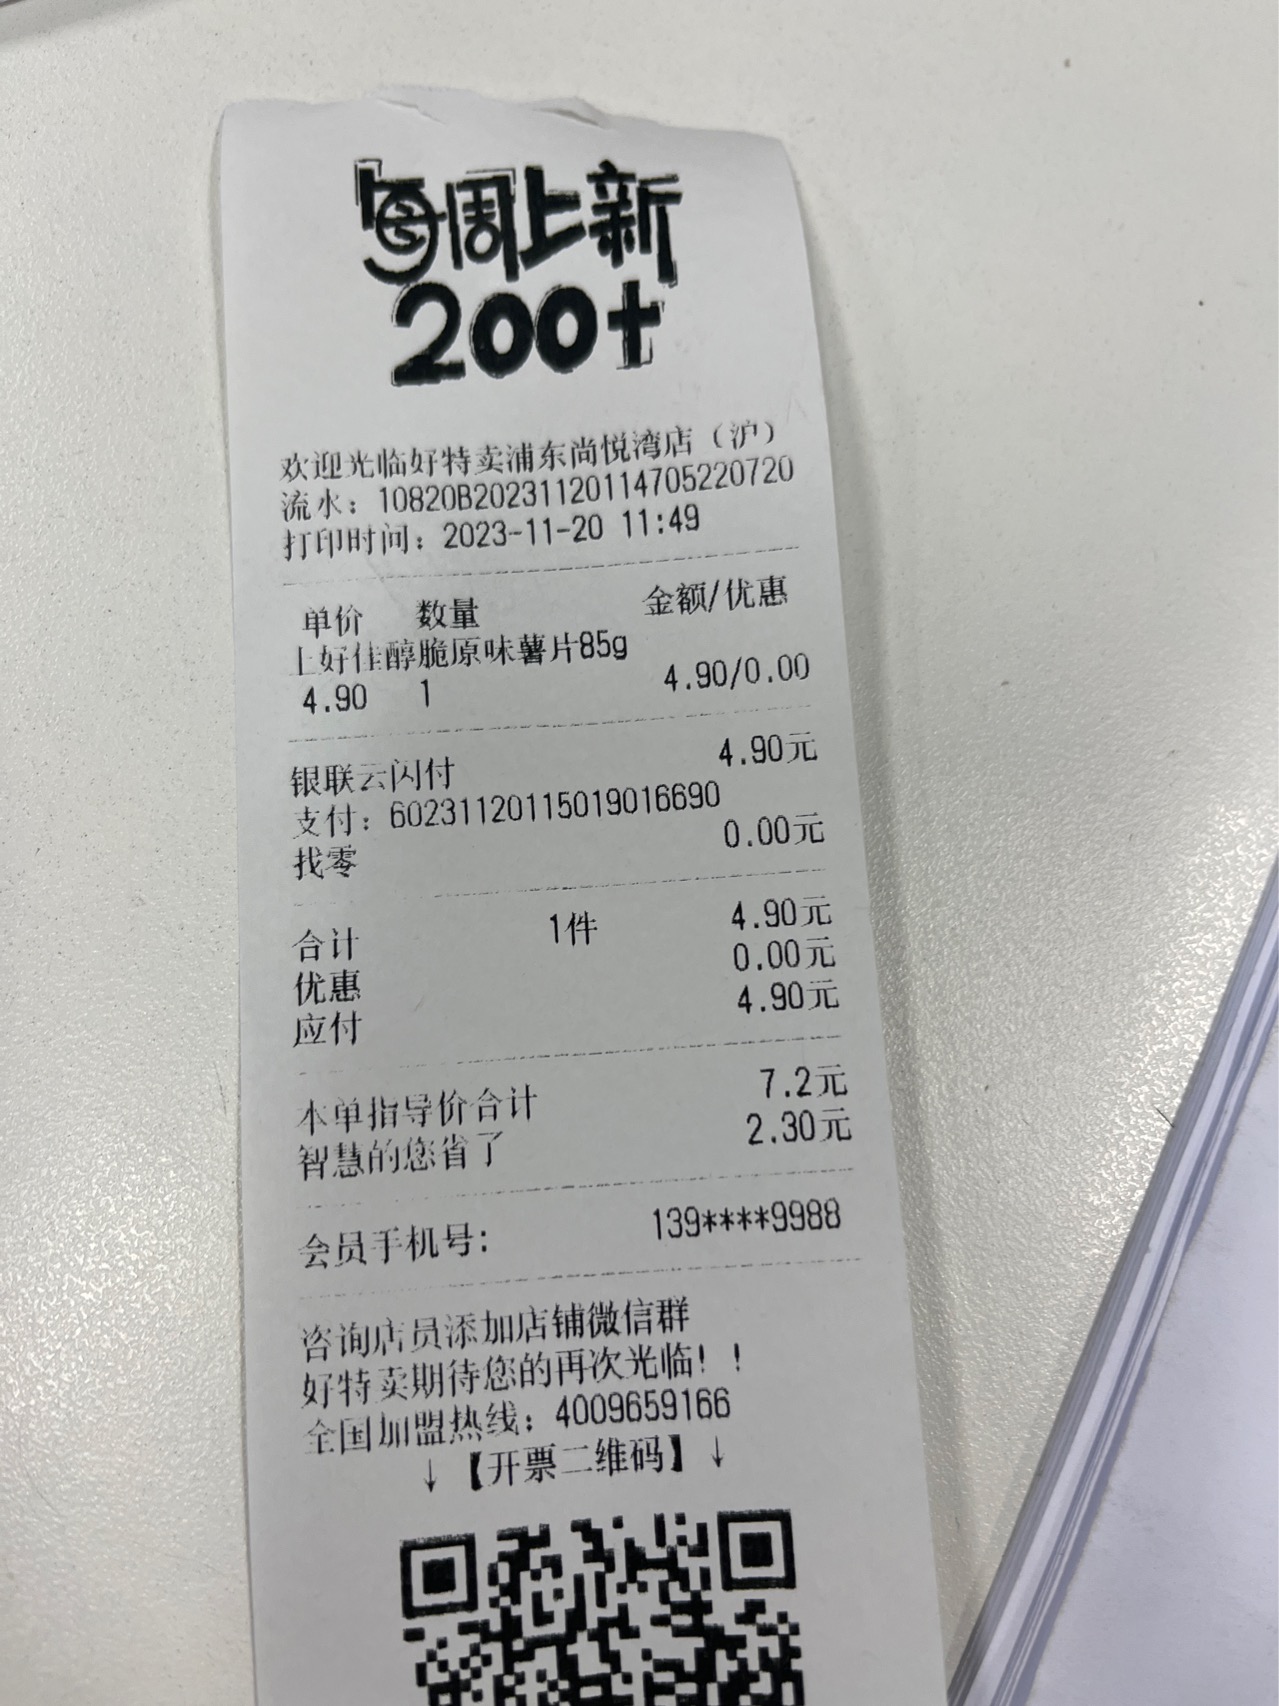 每周上新
200+
欢迎光临好特卖浦东尚悦湾店（沪）
流水：10820B20231120114705220720
打印时间：2023-11-20 11:49
单价 数量 金额/优惠
上好佳醇脆原味薯片85g
4.90 1 4.90/0.00
银联云闪付 4.90元
支付：60231120115019016690
找零 0.00元
合计 1件 4.90元
优惠 0.00元
应付 4.90元
本单指导价合计 7.2元
智慧的您省了 2.30元
会员手机号: 139****9988
咨询店员添加店铺微信群
好特卖期待您的再次光临！！
全国加盟热线：4009659166
↓【开票二维码】↓